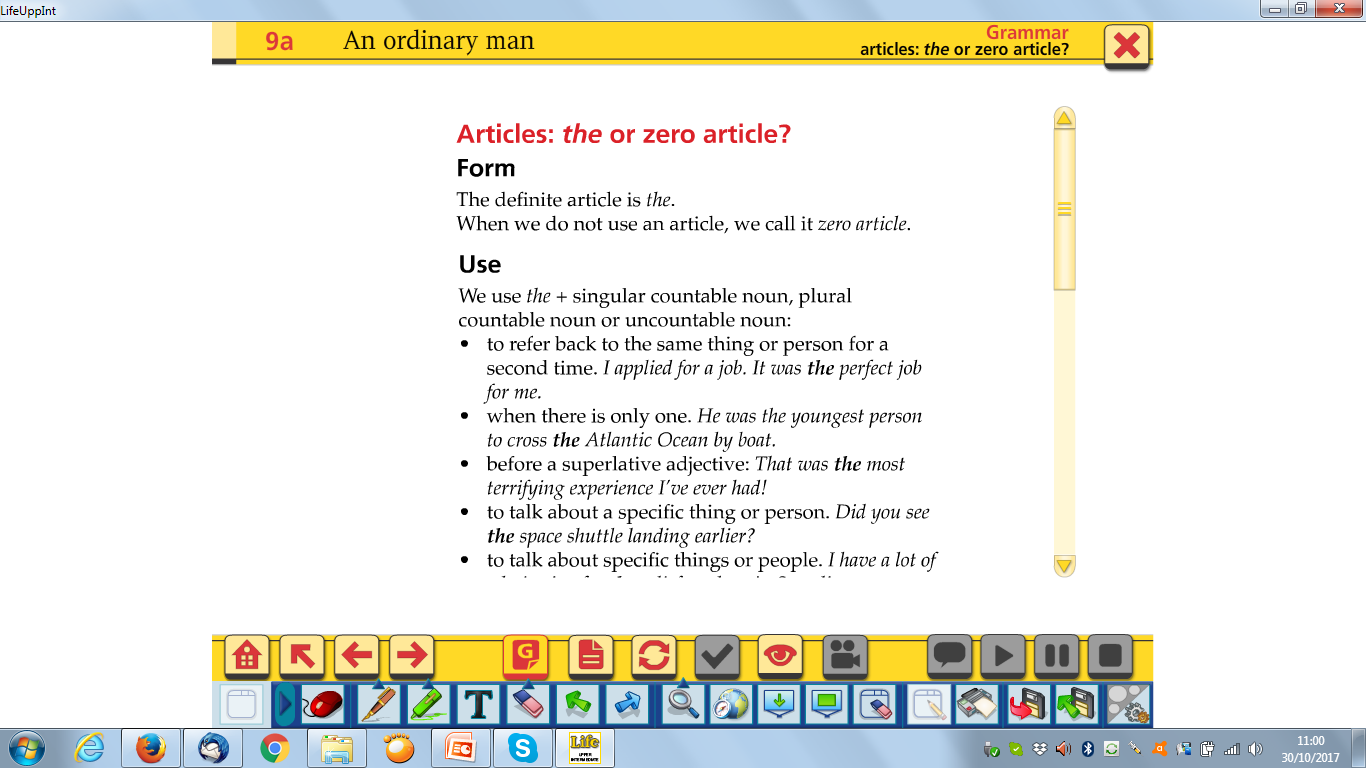 LifeUppInt
9a An ordinary man
Grammar
articles: the or zero article?
Articles: the or zero article?
Form
The definite article is the.
When we do not use an article, we call it zero article.
Use
We use the + singular countable noun, plural
countable noun or uncountable noun:
• to refer back to the same thing or person for a
second time. I applied for a job. It was the perfect job
for me.
• when there is only one. He was the youngest person
to cross the Atlantic Ocean by boat.
• before a superlative adjective: That was the most
terrifying experience I've ever had!
• to talk about a specific thing or person. Did you see
the space shuttle landing earlier?
• to talk about specific things or people. I have a lot of
G
T
Life
UPPER
INTERMEDIATE
11:00
30/10/2017